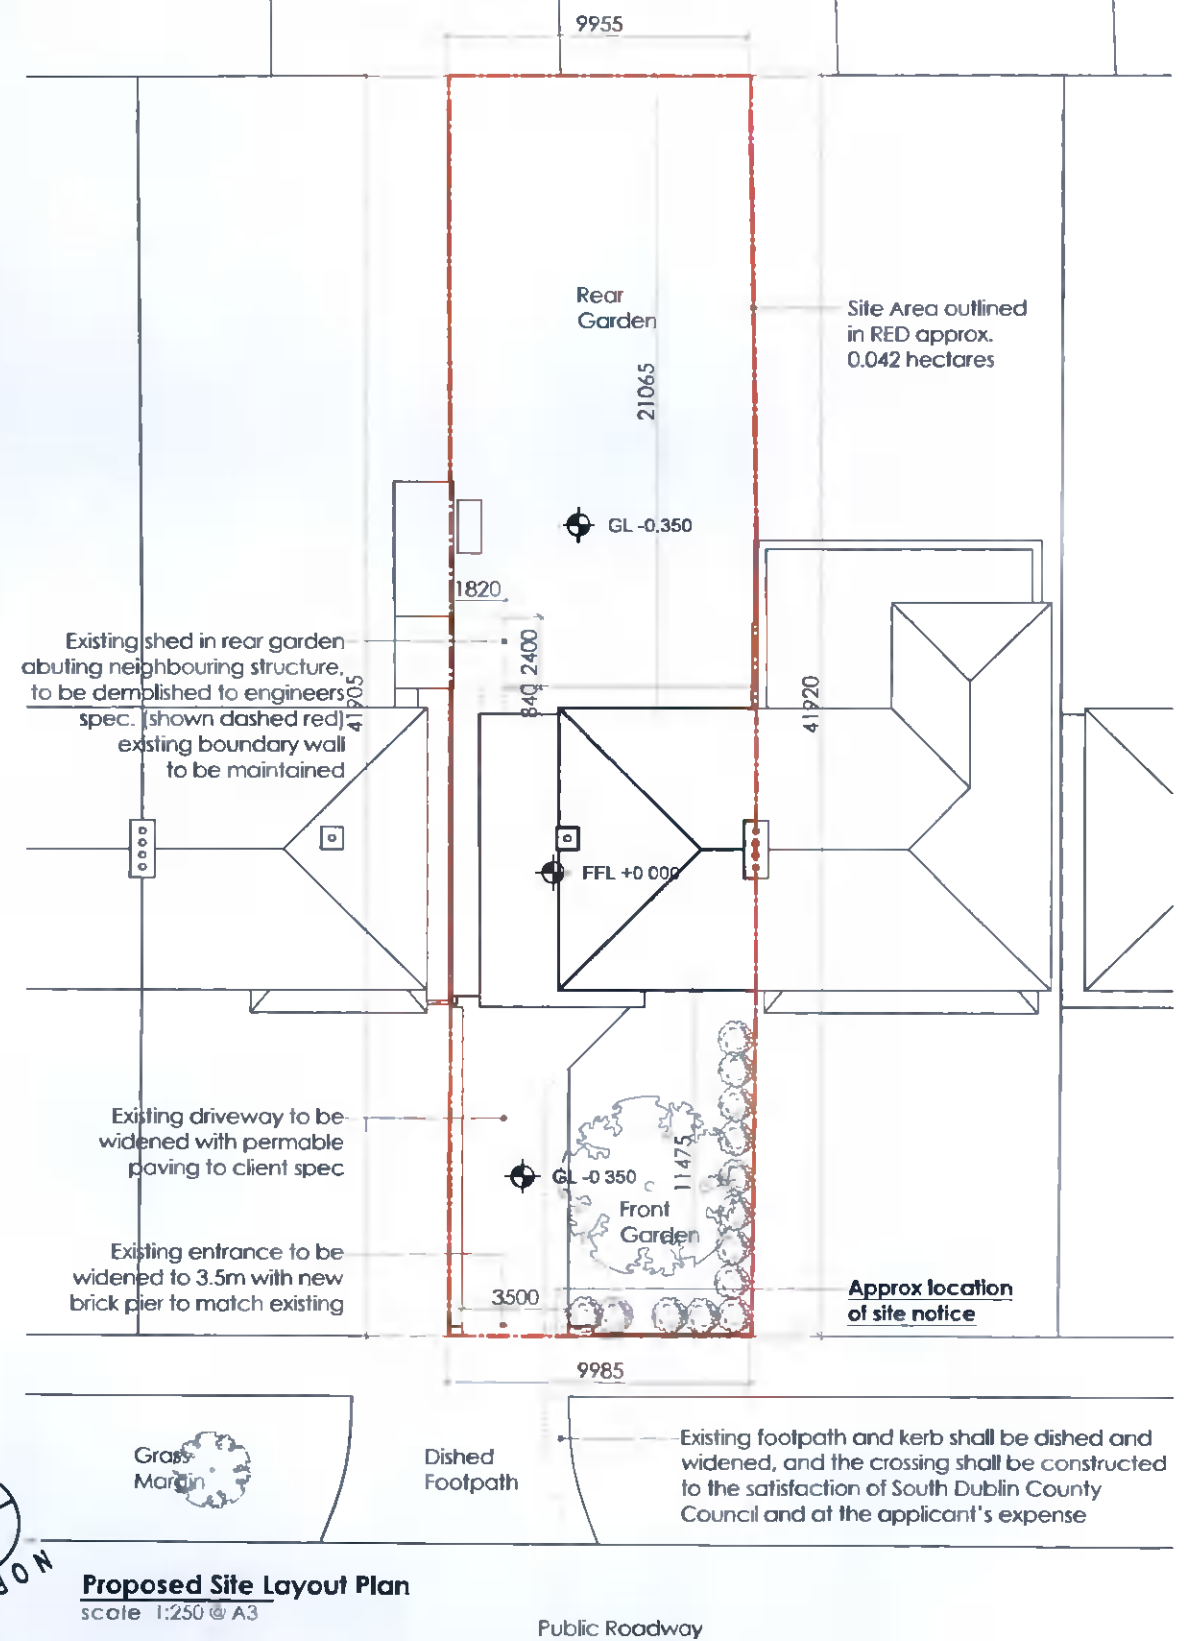 9955
Rear
Garden
Site Area outlined
in RED approx.
0.042 hectares
21065
GL -0.350
1820
Existing shed in rear garden
abuting neighbouring structure,
to be demolished to engineers
spec. (shown dashed red)
existing boundary wall
to be maintained
2400
840
41905
41920
FFL +0 000
Existing driveway to be
widened with permable
paving to client spec
GL -0 350
11475
Front
Garden
Existing entrance to be
widened to 3.5m with new
brick pier to match existing
3500
Approx location
of site notice
9985
Grass
Margin
Dished
Footpath
Existing footpath and kerb shall be dished and
widened, and the crossing shall be constructed
to the satisfaction of South Dublin County
Council and at the applicant's expense
Proposed Site Layout Plan
scale 1:250 @ A3
Public Roadway